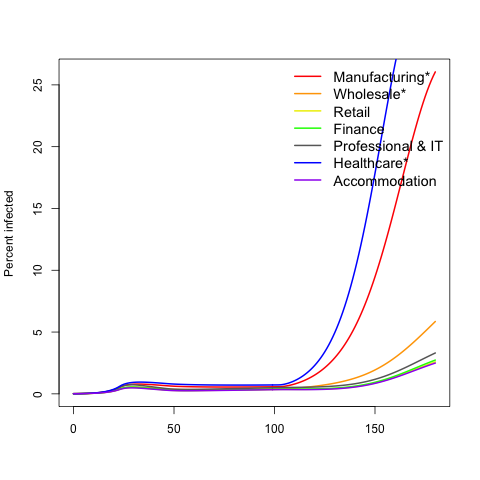 Manufacturing*
Wholesale*
Retail
Finance
Professional & IT
Healthcare*
Accommodation
Percent infected
25
20
15
10
5
0
0 50 100 150